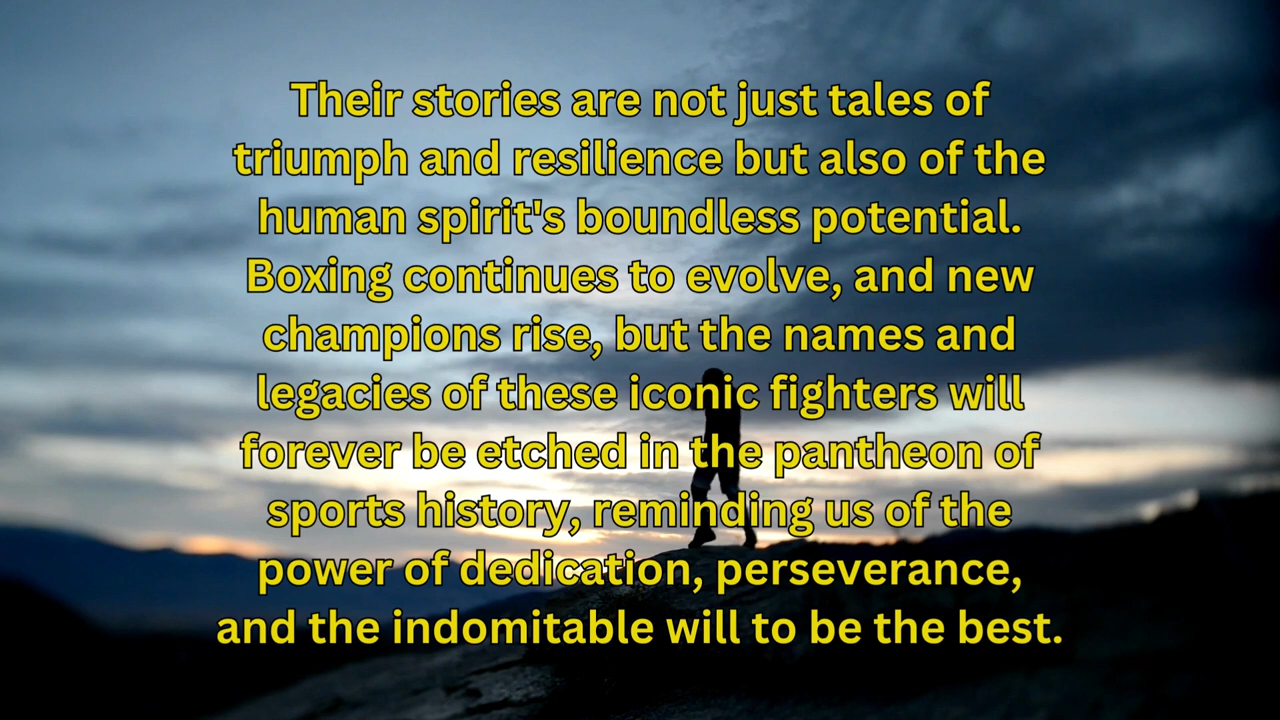 Their stories are not just tales of
triumph and resilience but also of the
human spirit's boundless potential.
Boxing continues to evolve, and new
champions rise, but the names and
legacies of these iconic fighters will
forever be etched in the pantheon of
sports history, reminding us of the
power of dedication, perseverance,
and the indomitable will to be the best.